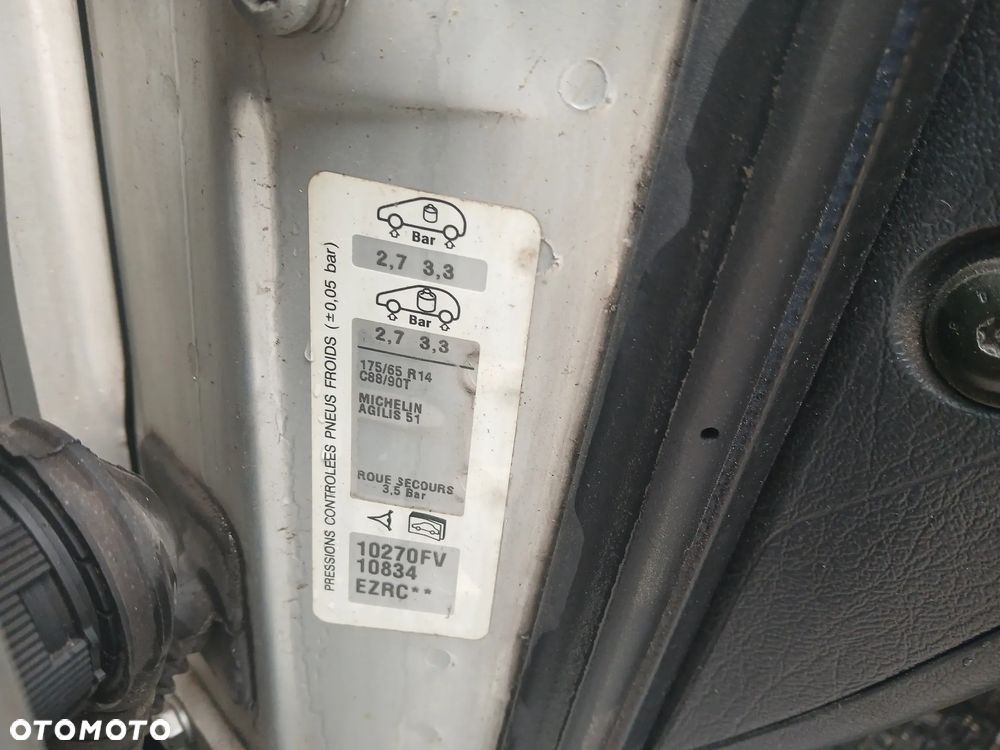 PRESSIONS CONTROLÉES PNEUS FROIDS (±0,05 bar)
Bar
2,7 3,3
Bar
2,7 3,3
175/65 R14
C88/90T
MICHELIN
AGILIS 51
ROUE SECOURS
3,5 Bar
10270FV
10834
EZRC**
OTOMOTO